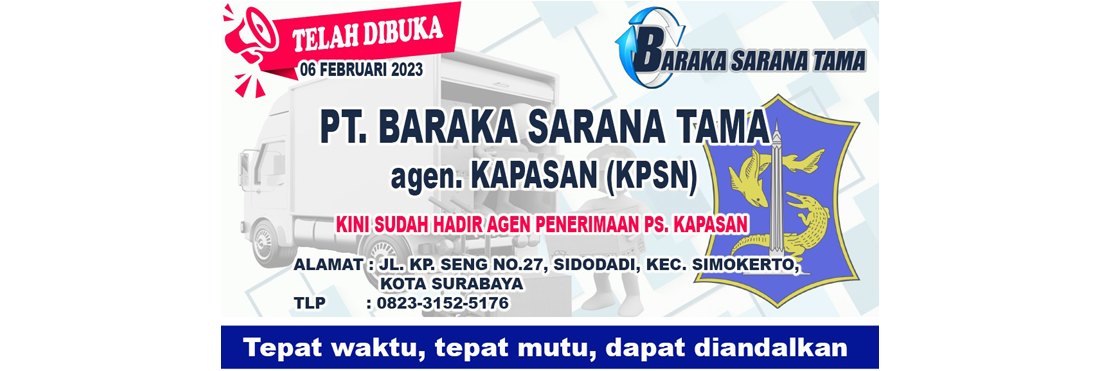 TELAH DIBUKA
06 FEBRUARI 2023
BARAKA SARANA TAMA
PT. BARAKA SARANA TAMA
agen. KAPASAN (KPSN)
KINI SUDAH HADIR AGEN PENERIMAAN PS. KAPASAN
ALAMAT : JL. KP. SENG NO.27, SIDODADI, KEC. SIMOKERTO,
KOTA SURABAYA
TLP : 0823-3152-5176
Tepat waktu, tepat mutu, dapat diandalkan